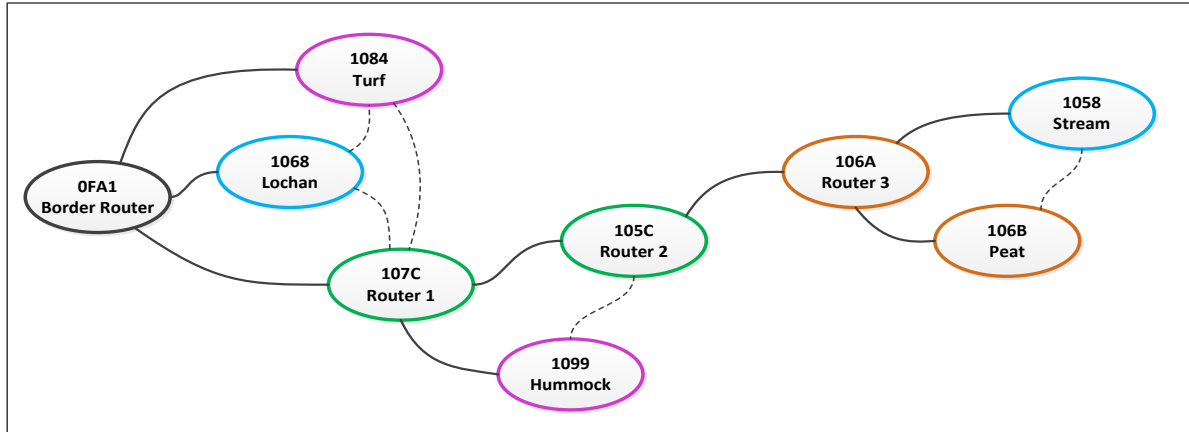 1084
Turf
1058
Stream
1068
Lochan
106A
Router 3
0FA1
Border Router
105C
Router 2
106B
Peat
107C
Router 1
1099
Hummock